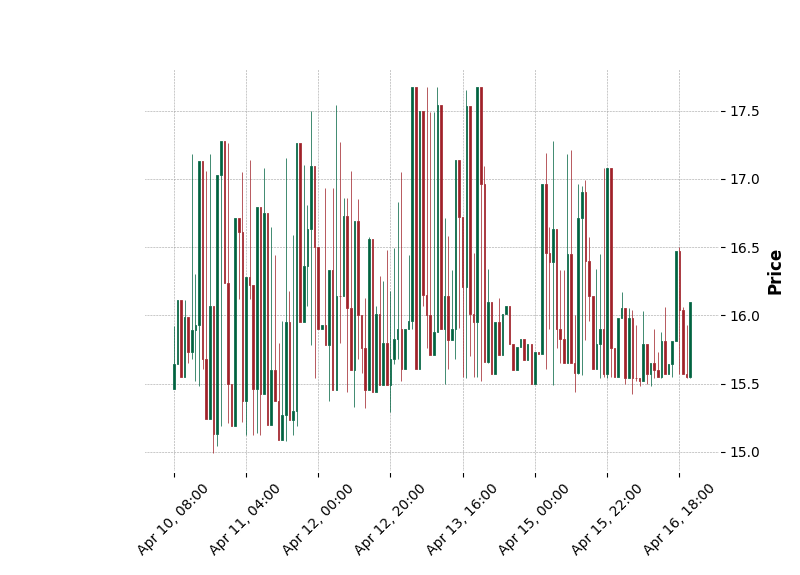 17.5
17.0
16.5
16.0
15.5
15.0
Price
Apr 10, 08:00
Apr 11, 04:00
Apr 12, 00:00
Apr 12, 20:00
Apr 13, 16:00
Apr 15, 00:00
Apr 15, 22:00
Apr 16, 18:00